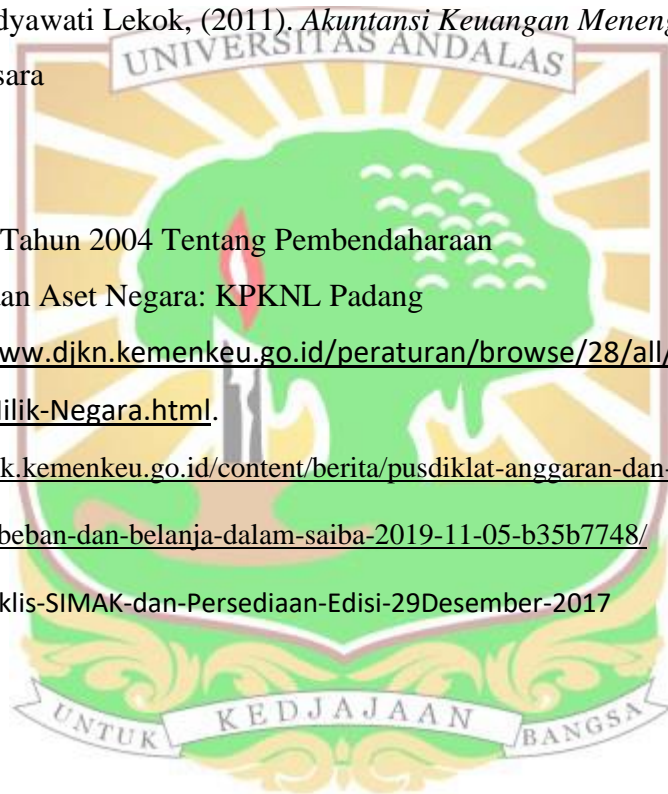 dyawati Lekok, (2011). Akuntansi Keuangan Meneng
UNIVERSITAS ANDALAS
sara
Tahun 2004 Tentang Pembendaharaan
an Aset Negara: KPKNL Padang
ww.djkn.kemenkeu.go.id/peraturan/browse/28/all/
Milik-Negara.html.
k.kemenkeu.go.id/content/berita/pusdiklat-anggaran-dan-
beban-dan-belanja-dalam-saiba-2019-11-05-b35b7748/
klis-SIMAK-dan-Persediaan-Edisi-29Desember-2017
UNTUK KEDJAJAAN BANGSA